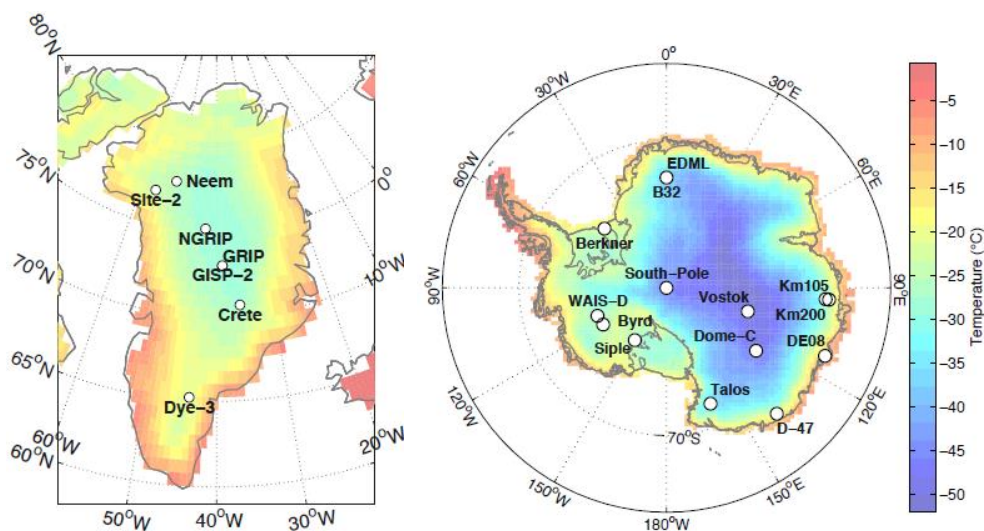 80°N
75°N
70°N
65°N
60°N
60°W
50°W
40°W
30°W
20°W
10°W
0°
Neem
Site-2
NGRIP
GRIP
GISP-2
Crete
Dye-3
0°
30°W
30°E
60°W
60°E
90°W
90°E
120°W
120°E
150°W
150°E
180°W
-70°S
EDML
B32
Berkner
South-Pole
Km105
WAIS-D
Vostok
Km200
Byrd
Dome-C
DE08
Siple
Talos
D-47
-5
-10
-15
-20
-25
-30
-35
-40
-45
-50
Temperature (°C)